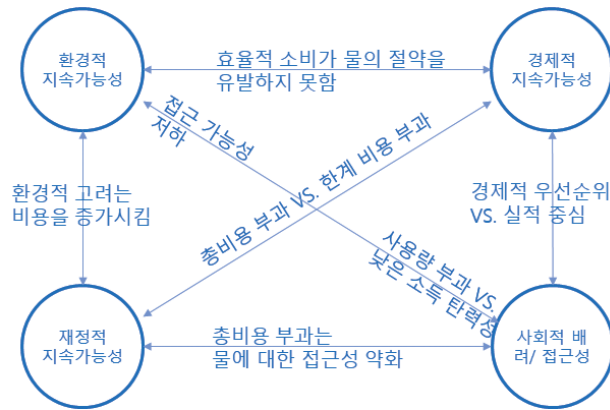 환경적
지속가능성
효율적 소비가 물의 절약을
유발하지 못함
경제적
지속가능성
접근 가능성
저하
총비용 부과 VS. 한계 비용 부과
환경적 고려는
비용을 증가시킴
경제적 우선순위
VS. 실적 중심
사용량 부과 VS.
낮은 소득 탄력성
재정적
지속가능성
총비용 부과는
물에 대한 접근성 약화
사회적 배
려/ 접근성